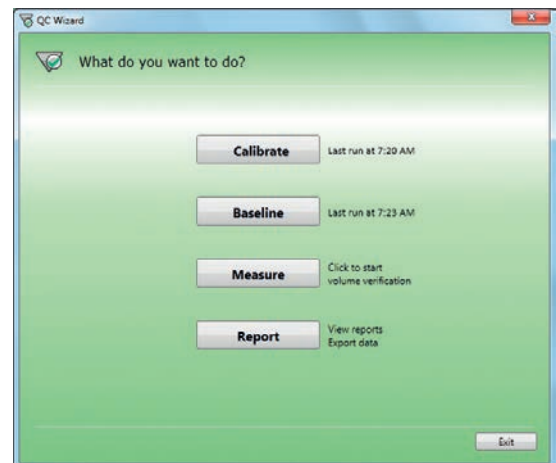 QC Wizard
What do you want to do?
Calibrate
Last run at 7:20 AM
Baseline
Last run at 7:23 AM
Measure
Click to start
volume verification
Report
View reports
Export data
Exit